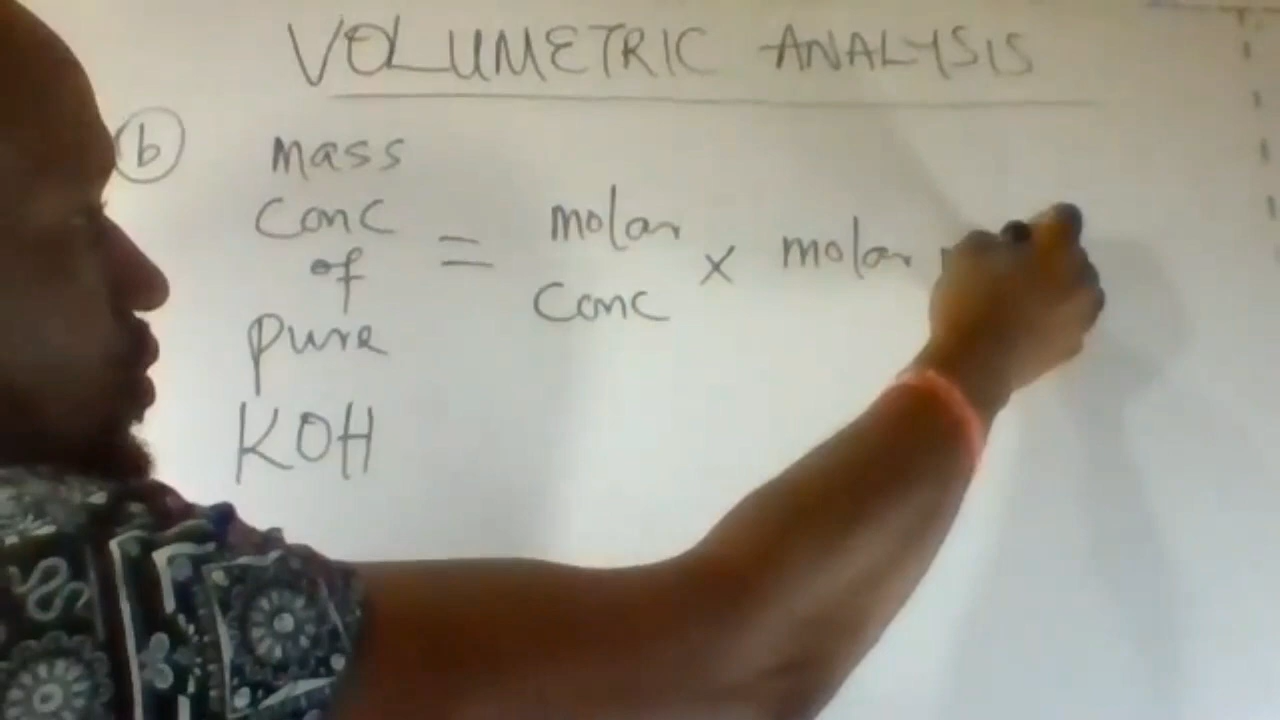 VOLUMETRIC ANALYSIS
b
mass
conc
of
pure
KOH
=
molar
conc
×
molar